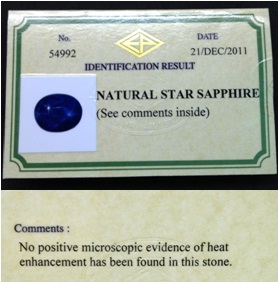 No. DATE
54992 21/DEC/2011
IDENTIFICATION RESULT
NATURAL STAR SAPPHIRE
(See comments inside)
Comments :
No positive microscopic evidence of heat
enhancement has been found in this stone.